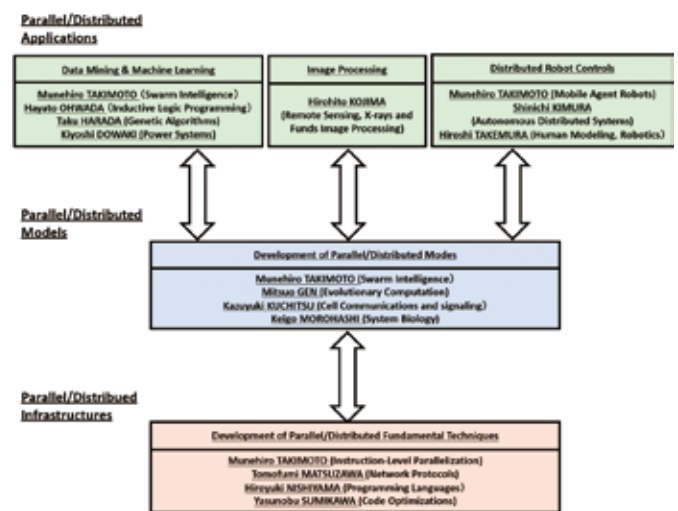 Parallel/Distributed
Applications
Data Mining & Machine Learning
Munehiro TAKIMOTO (Swarm Intelligence)
Hayato OHWADA (Inductive Logic Programming)
Taku HARADA (Genetic Algorithms)
Kiyoshi DOWAKI (Power Systems)
Image Processing
Hirohito KOJIMA
(Remote Sensing, X-rays and
Funds Image Processing)
Distributed Robot Controls
Munehiro TAKIMOTO (Mobile Agent Robots)
Shinichi KIMURA
(Autonomous Distributed Systems)
Hiroshi TAKEMURA (Human Modeling, Robotics)
Parallel/Distributed
Models
Development of Parallel/Distributed Modes
Munehiro TAKIMOTO (Swarm Intelligence)
Mitsuo GEN (Evolutionary Computation)
Kazuyuki KUCHITSU (Cell Communications and signaling)
Keigo MOROHASHI (System Biology)
Parallel/Distribued
Infrastructures
Development of Parallel/Distributed Fundamental Techniques
Munehiro TAKIMOTO (Instruction-Level Parallelization)
Tomofumi MATSUZAWA (Network Protocols)
Hiroyuki NISHIYAMA (Programming Languages)
Yasunobu SUMIKAWA (Code Optimizations)